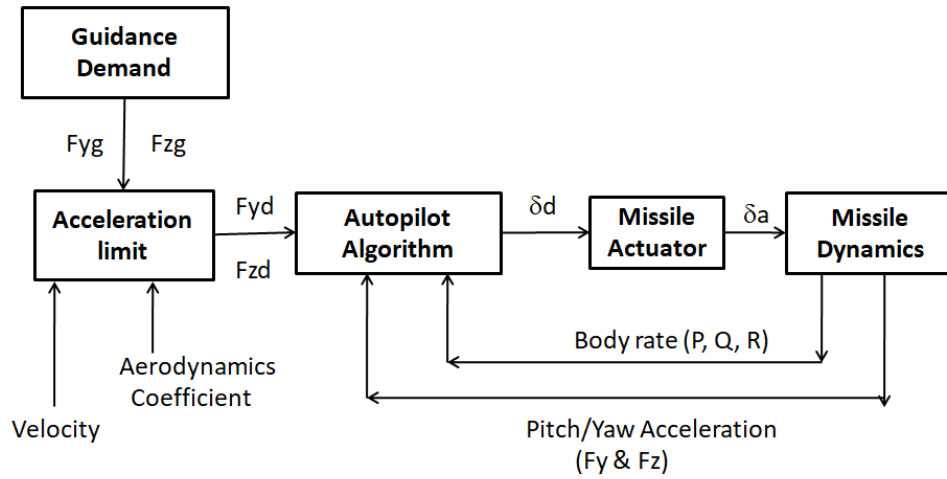 Guidance
Demand
Fyg Fzg
Acceleration
limit
Fyd
Fzd
Autopilot
Algorithm
δd
Missile
Actuator
δa
Missile
Dynamics
Body rate (P, Q, R)
Aerodynamics
Coefficient
Velocity
Pitch/Yaw Acceleration
(Fy & Fz)